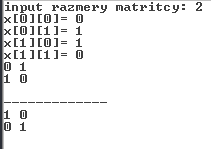 input razmery matritcy: 2
x[0][0]= 0
x[0][1]= 1
x[1][0]= 1
x[1][1]= 0
0 1
1 0
-------------
1 0
0 1